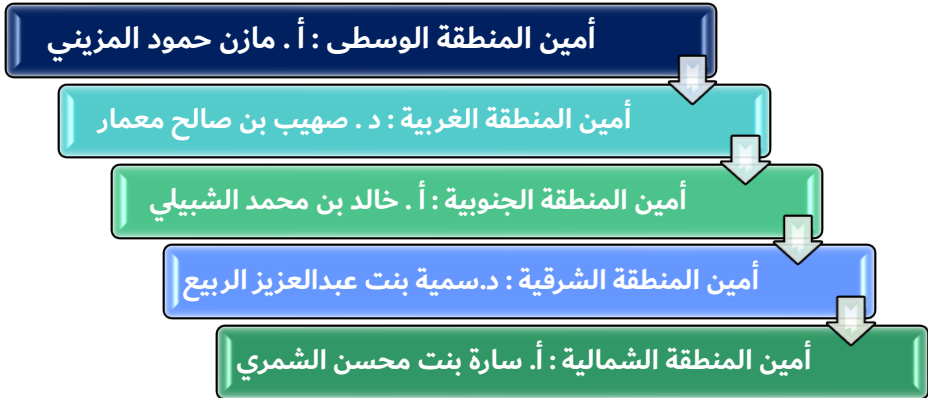 أمين المنطقة الوسطى : أ . مازن حمود المزيني
أمين المنطقة الغربية : د . صهيب بن صالح معمار
أمين المنطقة الجنوبية : أ . خالد بن محمد الشبيلي
أمين المنطقة الشرقية : د.سمية بنت عبدالعزيز الربيع
أمين المنطقة الشمالية : أ. سارة بنت محسن الشمري